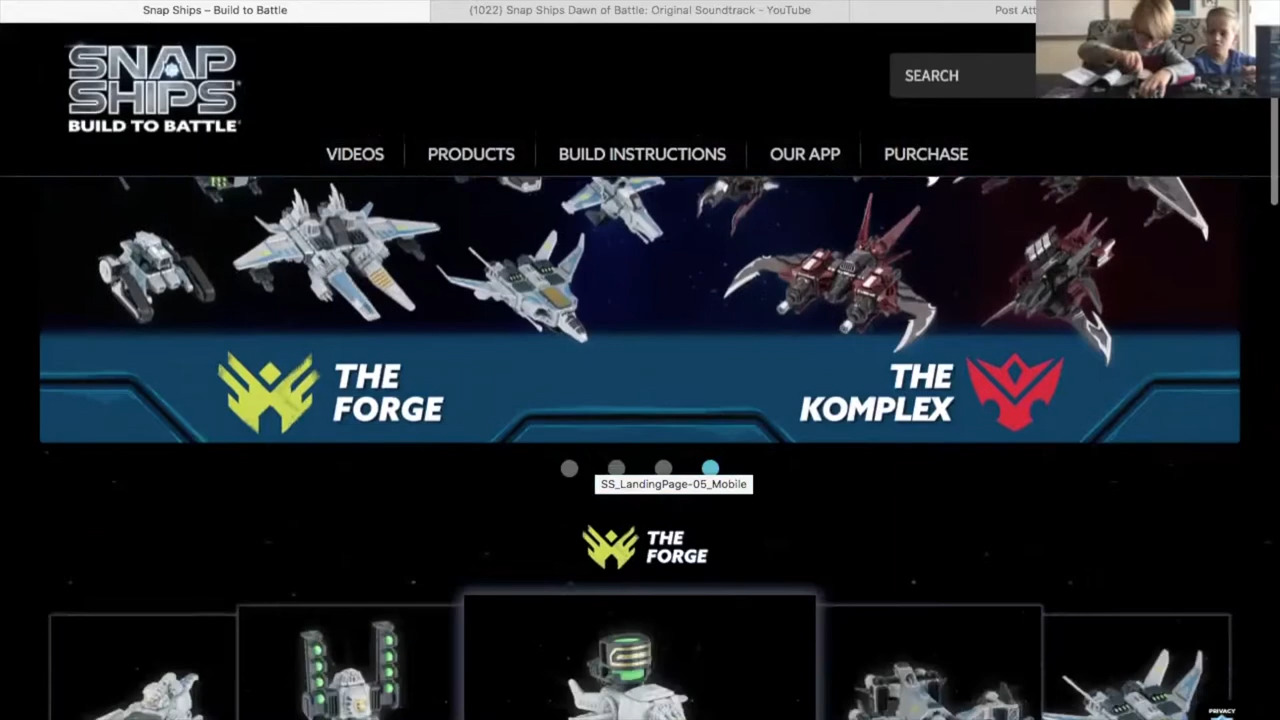 Snap Ships – Build to Battle
(1022) Snap Ships Dawn of Battle: Original Soundtrack - YouTube
Post Att
SNAP
SHIPS
BUILD TO BATTLE
SEARCH
VIDEOS
PRODUCTS
BUILD INSTRUCTIONS
OUR APP
PURCHASE
THE
FORGE
THE
KOMPLEX
SS_LandingPage-05_Mobile
THE
FORGE
PRIVACY